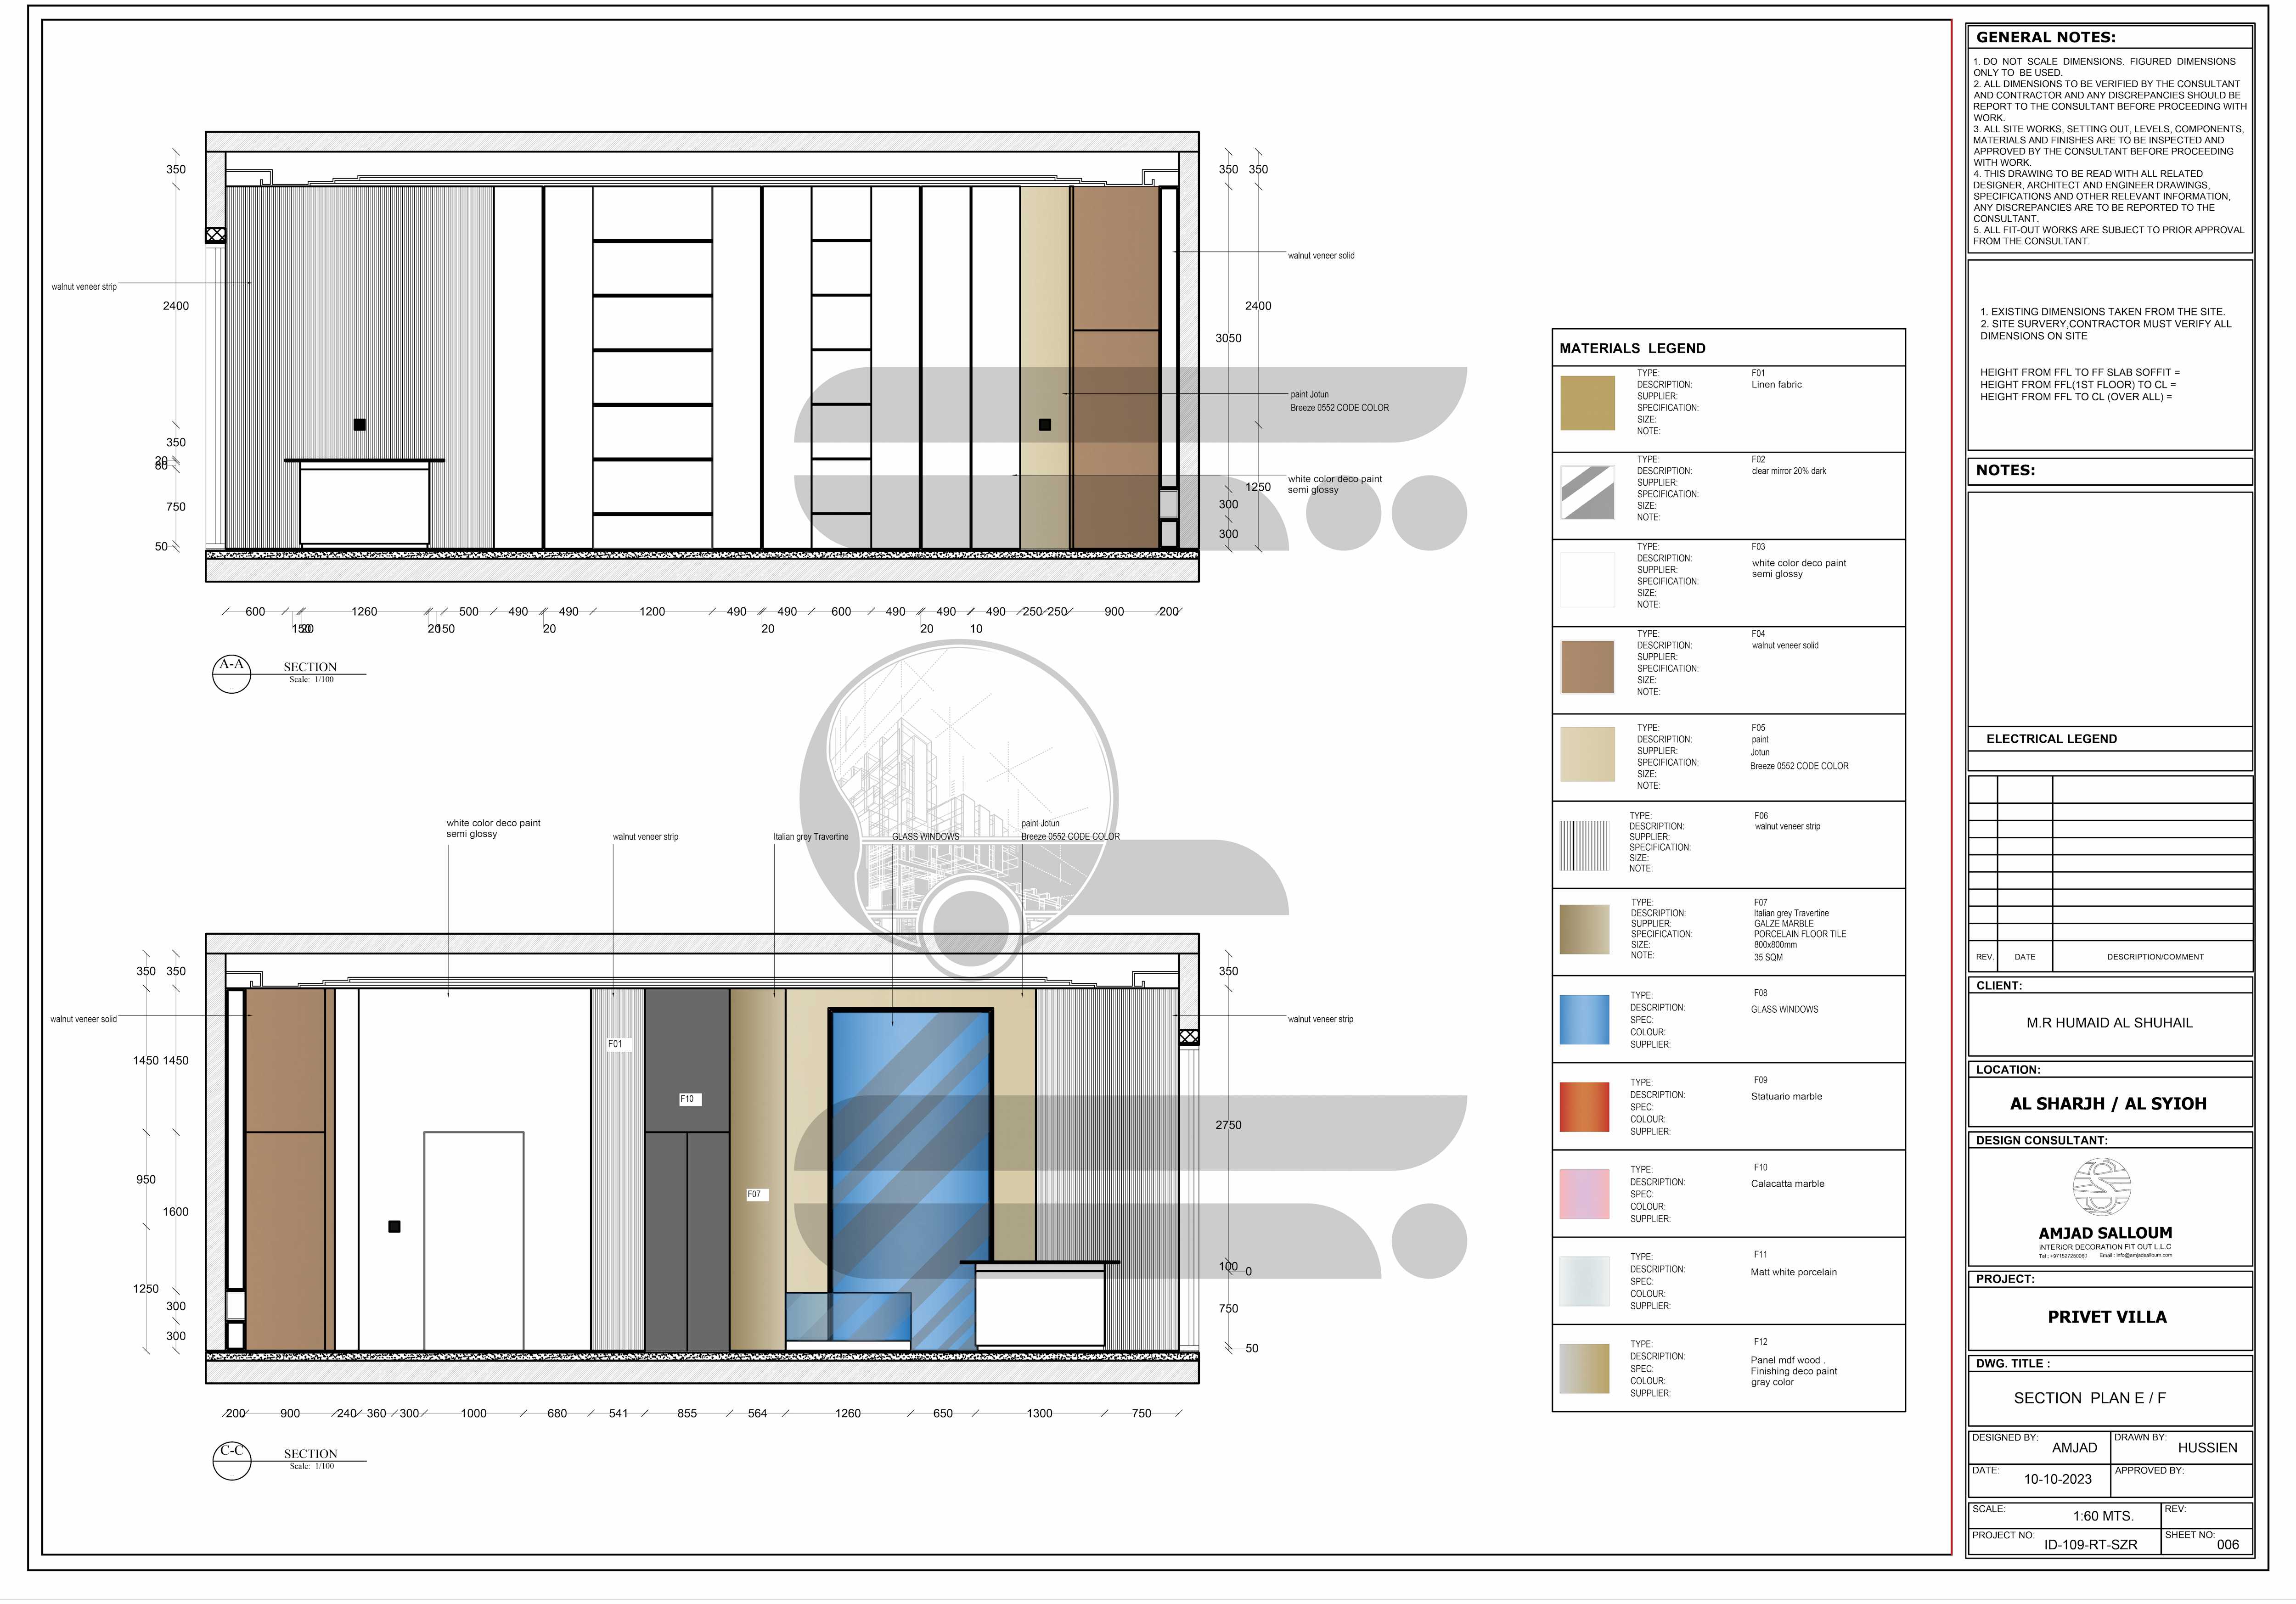 350
2400
350
20
80
750
50
walnut veneer strip
350 350
2400
3050
1250
300
300
walnut veneer solid
paint Jotun
Breeze 0552 CODE COLOR
white color deco paint
semi glossy
600 1260 500 490 490 1200 490 490 600 490 490 490 250 250 900 200
150 20 20 150 20 20 20 10
A-A
SECTION
Scale: 1/100
white color deco paint
semi glossy
walnut veneer strip
Italian grey Travertine
GLASS WINDOWS
paint Jotun
Breeze 0552 CODE COLOR
350 350
walnut veneer solid
1450 1450
950
1600
1250
300
300
F01
F10
F07
350
walnut veneer strip
2750
100 0
750
50
200 900 240 360 300 1000 680 541 855 564 1260 650 1300 750
C-C
SECTION
Scale: 1/100
MATERIALS LEGEND
TYPE: F01
DESCRIPTION: Linen fabric
SUPPLIER:
SPECIFICATION:
SIZE:
NOTE:
TYPE: F02
DESCRIPTION: clear mirror 20% dark
SUPPLIER:
SPECIFICATION:
SIZE:
NOTE:
TYPE: F03
DESCRIPTION: white color deco paint
SUPPLIER: semi glossy
SPECIFICATION:
SIZE:
NOTE:
TYPE: F04
DESCRIPTION: walnut veneer solid
SUPPLIER:
SPECIFICATION:
SIZE:
NOTE:
TYPE: F05
DESCRIPTION: paint
SUPPLIER: Jotun
SPECIFICATION: Breeze 0552 CODE COLOR
SIZE:
NOTE:
TYPE: F06
DESCRIPTION: walnut veneer strip
SUPPLIER:
SPECIFICATION:
SIZE:
NOTE:
TYPE: F07
DESCRIPTION: Italian grey Travertine
SUPPLIER: GALZE MARBLE
SPECIFICATION: PORCELAIN FLOOR TILE
SIZE: 800x800mm
NOTE: 35 SQM
TYPE: F08
DESCRIPTION: GLASS WINDOWS
SPEC:
COLOUR:
SUPPLIER:
TYPE: F09
DESCRIPTION: Statuario marble
SPEC:
COLOUR:
SUPPLIER:
TYPE: F10
DESCRIPTION: Calacatta marble
SPEC:
COLOUR:
SUPPLIER:
TYPE: F11
DESCRIPTION: Matt white porcelain
SPEC:
COLOUR:
SUPPLIER:
TYPE: F12
DESCRIPTION: Panel mdf wood .
SPEC: Finishing deco paint
COLOUR: gray color
SUPPLIER:
GENERAL NOTES:
1. DO NOT SCALE DIMENSIONS. FIGURED DIMENSIONS
ONLY TO BE USED.
2. ALL DIMENSIONS TO BE VERIFIED BY THE CONSULTANT
AND CONTRACTOR AND ANY DISCREPANCIES SHOULD BE
REPORT TO THE CONSULTANT BEFORE PROCEEDING WITH
WORK.
3. ALL SITE WORKS, SETTING OUT, LEVELS, COMPONENTS,
MATERIALS AND FINISHES ARE TO BE INSPECTED AND
APPROVED BY THE CONSULTANT BEFORE PROCEEDING
WITH WORK.
4. THIS DRAWING TO BE READ WITH ALL RELATED
DESIGNER, ARCHITECT AND ENGINEER DRAWINGS,
SPECIFICATIONS AND OTHER RELEVANT INFORMATION,
ANY DISCREPANCIES ARE TO BE REPORTED TO THE
CONSULTANT.
5. ALL FIT-OUT WORKS ARE SUBJECT TO PRIOR APPROVAL
FROM THE CONSULTANT.
1. EXISTING DIMENSIONS TAKEN FROM THE SITE.
2. SITE SURVERY,CONTRACTOR MUST VERIFY ALL
DIMENSIONS ON SITE
HEIGHT FROM FFL TO FF SLAB SOFFIT =
HEIGHT FROM FFL(1ST FLOOR) TO CL =
HEIGHT FROM FFL TO CL (OVER ALL) =
NOTES:
ELECTRICAL LEGEND
REV. DATE DESCRIPTION/COMMENT
CLIENT:
M.R HUMAID AL SHUHAIL
LOCATION:
AL SHARJH / AL SYIOH
DESIGN CONSULTANT:
AMJAD SALLOUM
INTERIOR DECORATION FIT OUT L.L.C
Tel : +971527250060 Email : info@amjadsalloum.com
PROJECT:
PRIVET VILLA
DWG. TITLE :
SECTION PLAN E / F
DESIGNED BY: AMJAD
DRAWN BY: HUSSIEN
DATE: 10-10-2023
APPROVED BY:
SCALE: 1:60 MTS.
REV:
PROJECT NO: ID-109-RT-SZR
SHEET NO: 006